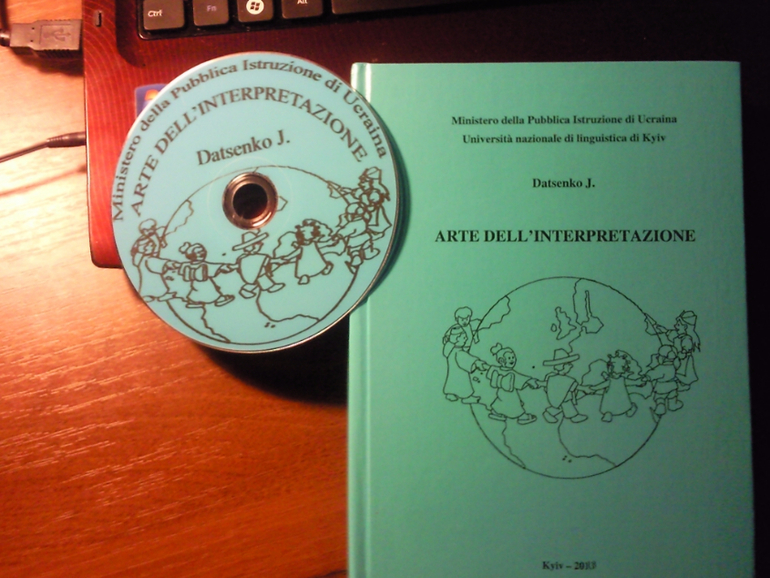 Ctrl
Fn
Alt
Ministero della Pubblica Istruzione di Ucraina
ARTE DELL'INTERPRETAZIONE
Datsenko J.
Ministero della Pubblica Istruzione di Ucraina
Università nazionale di linguistica di Kyiv
Datsenko J.
ARTE DELL'INTERPRETAZIONE
Kyiv –